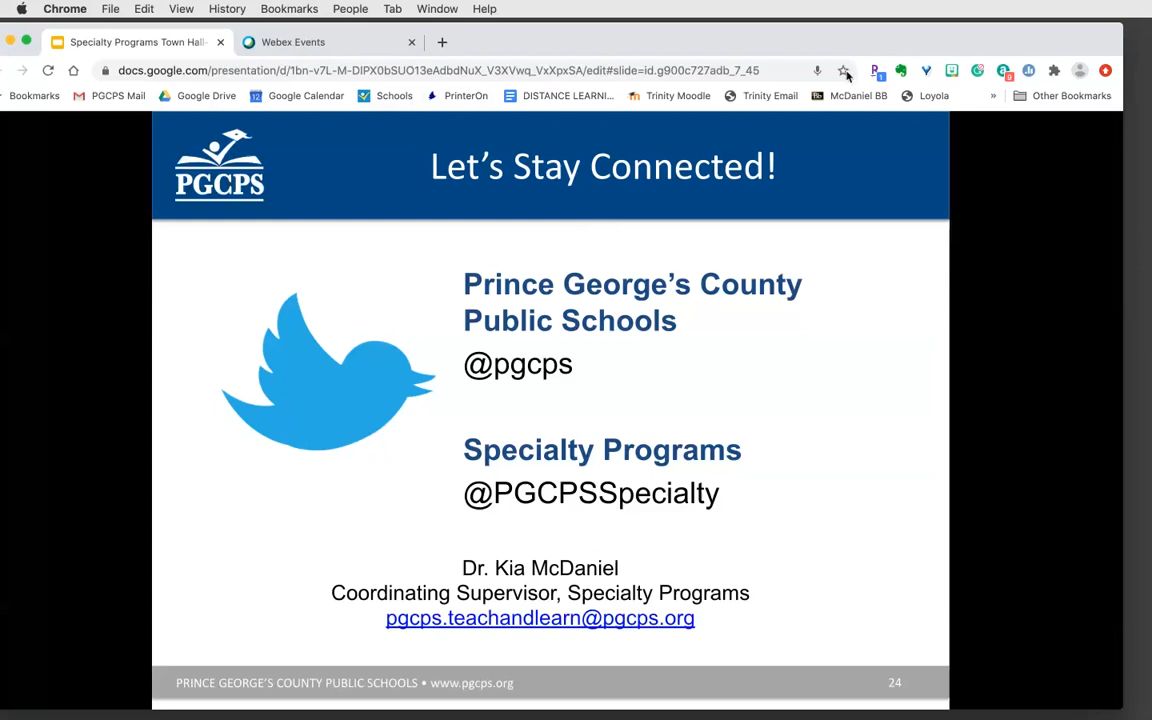 Chrome File Edit View History Bookmarks People Tab Window Help
Specialty Programs Town Hall- Webex Events
docs.google.com/presentation/d/1bn-v7L-M-DIPX0bSUO13eAdbdNuX_V3XVwq_VxXpxSA/edit#slide=id.g900c727adb_7_45
Bookmarks PGCPS Mail Google Drive 12 Google Calendar Schools PrinterOn DISTANCE LEARNI... Trinity Moodle Trinity Email McDaniel BB Loyola » Other Bookmarks
PGCPS
Let's Stay Connected!
Prince George's County
Public Schools
@pgcps
Specialty Programs
@PGCPSSpecialty
Dr. Kia McDaniel
Coordinating Supervisor, Specialty Programs
pgcps.teachandlearn@pgcps.org
PRINCE GEORGE'S COUNTY PUBLIC SCHOOLS • www.pgcps.org 24